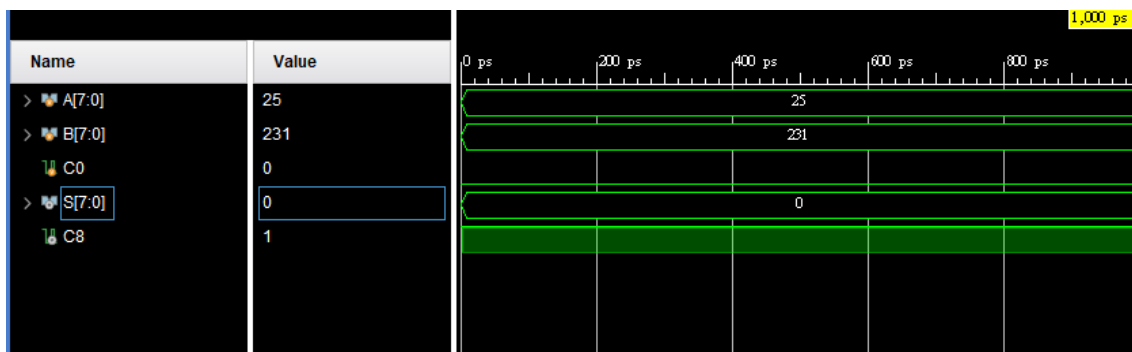 1,000 ps
Name Value 0 ps 200 ps 400 ps 600 ps 800 ps
A[7:0] 25 25
B[7:0] 231 231
C0 0
S[7:0] 0 0
C8 1